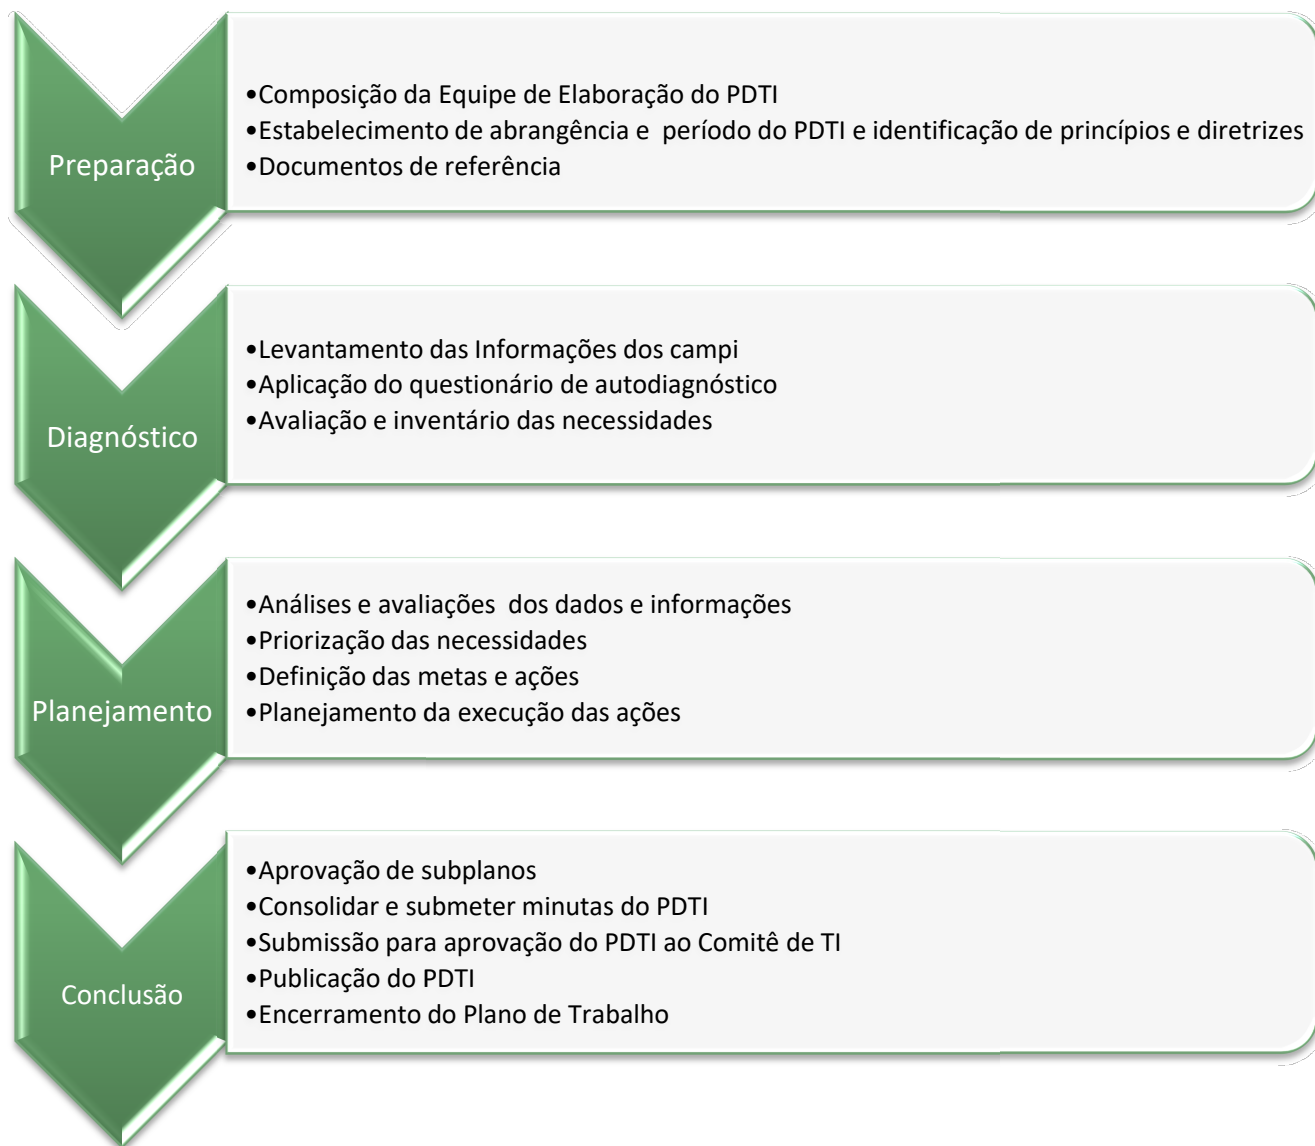 Preparação
•Composição da Equipe de Elaboração do PDTI
•Estabelecimento de abrangência e período do PDTI e identificação de princípios e diretrizes
•Documentos de referência
Diagnóstico
•Levantamento das Informações dos campi
•Aplicação do questionário de autodiagnóstico
•Avaliação e inventário das necessidades
Planejamento
•Análises e avaliações dos dados e informações
•Priorização das necessidades
•Definição das metas e ações
•Planejamento da execução das ações
Conclusão
•Aprovação de subplanos
•Consolidar e submeter minutas do PDTI
•Submissão para aprovação do PDTI ao Comitê de TI
•Publicação do PDTI
•Encerramento do Plano de Trabalho